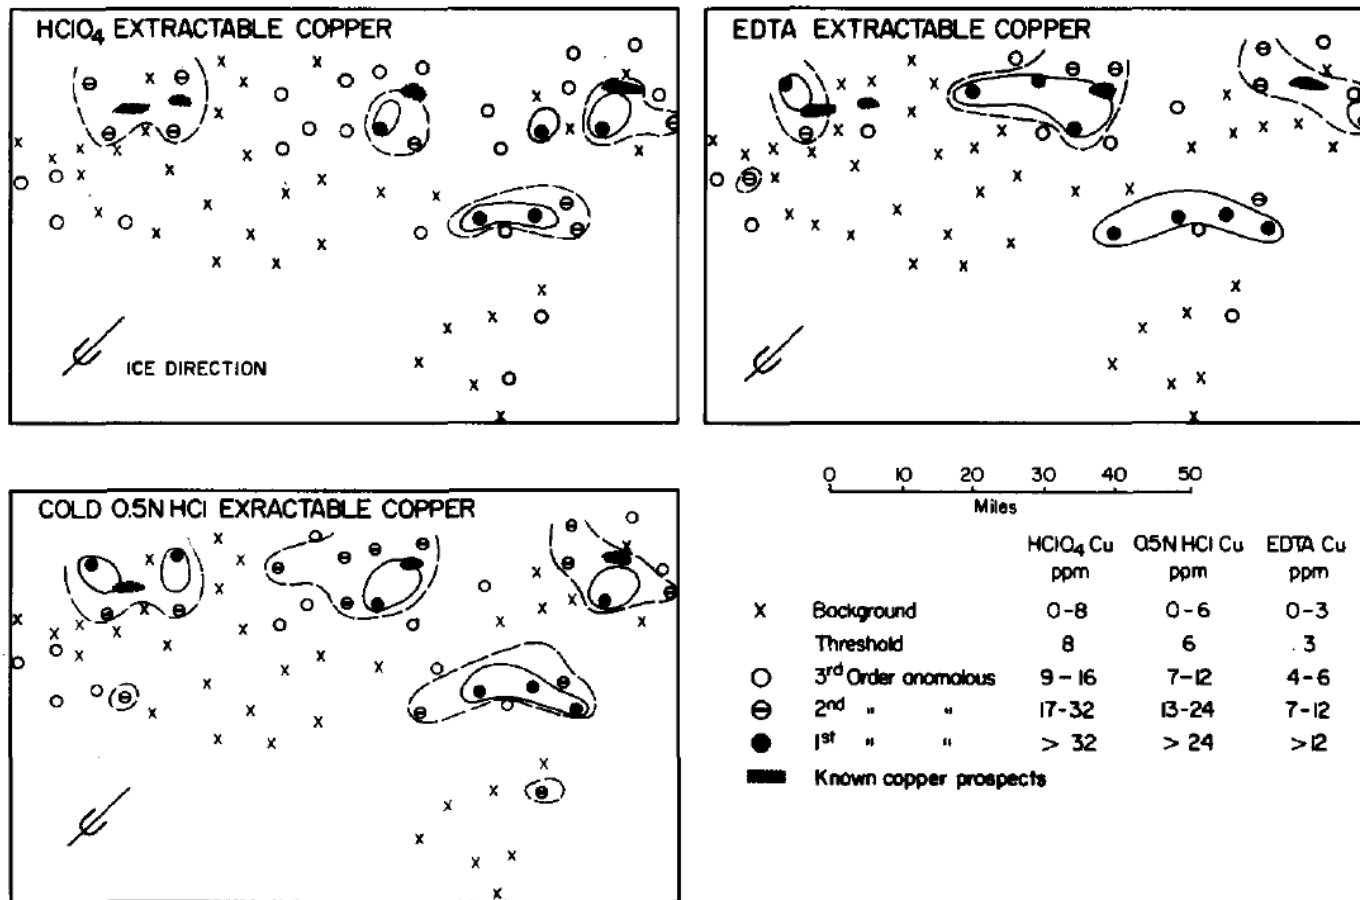 HClO₄ EXTRACTABLE COPPER
ICE DIRECTION
EDTA EXTRACTABLE COPPER
COLD 0.5N HCl EXRACTABLE COPPER
0 10 20 30 40 50
Miles
HClO₄ Cu 0.5N HCl Cu EDTA Cu
ppm ppm ppm
X Background 0-8 0-6 0-3
Threshold 8 6 .3
3rd Order anomalous 9-16 7-12 4-6
2nd " " 17-32 13-24 7-12
1st " " > 32 > 24 >12
Known copper prospects